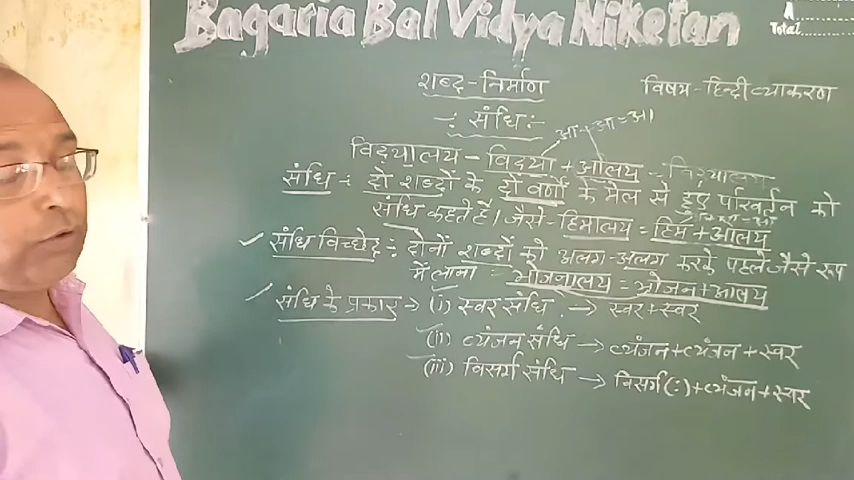 Bagaria Bal Vidya Niketan
A
Total
शब्द-निर्माण
विषय-हिन्दी व्याकरण
-: संधि:-
आ+आ=आ
विद्यालय - विद्या + आलय =
संधि :- दो शब्दों के दो वर्णों के मेल से हुए परिवर्तन को
संधि कहते हैं। जैसे- हिमालय = हिम + आलय
संधि विच्छेद :- दोनों शब्दों को अलग-अलग करके पहले जैसे रूप
में लाना = भोजनालय = भोजन+आलय
संधि के प्रकार → (i) स्वर संधि → स्वर+स्वर
(ii) व्यंजन संधि → व्यंजन+व्यंजन + स्वर
(iii) विसर्ग संधि → विसर्ग(:)+व्यंजन+स्वर